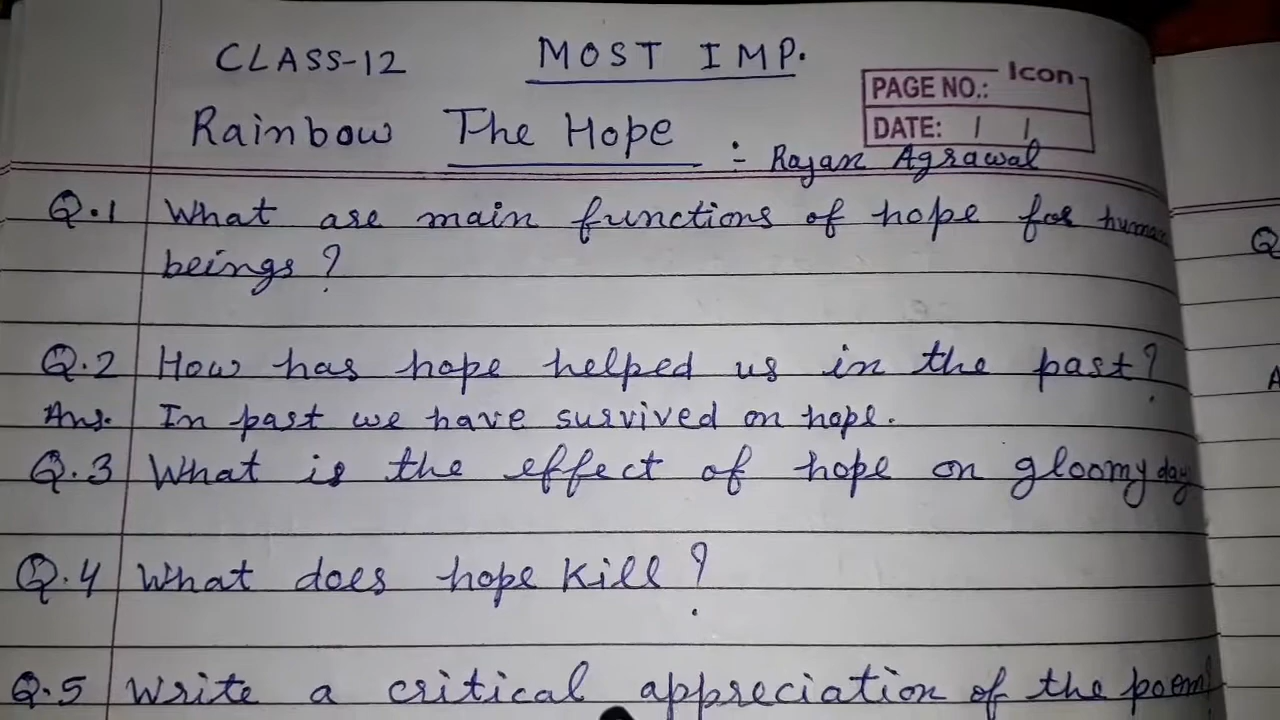 CLASS-12 MOST IMP.
Icon
PAGE NO.:
Rainbow The Hope
DATE: / /
:- Rajan Agrawal
Q.1 What are main functions of hope for human
beings?
Q
Q.2 How has hope helped us in the past?
A
Ans. In past we have survived on hope.
Q.3 What is the effect of hope on gloomy day
Q.4 What does hope kill?
Q.5 Write a critical appreciation of the poem?